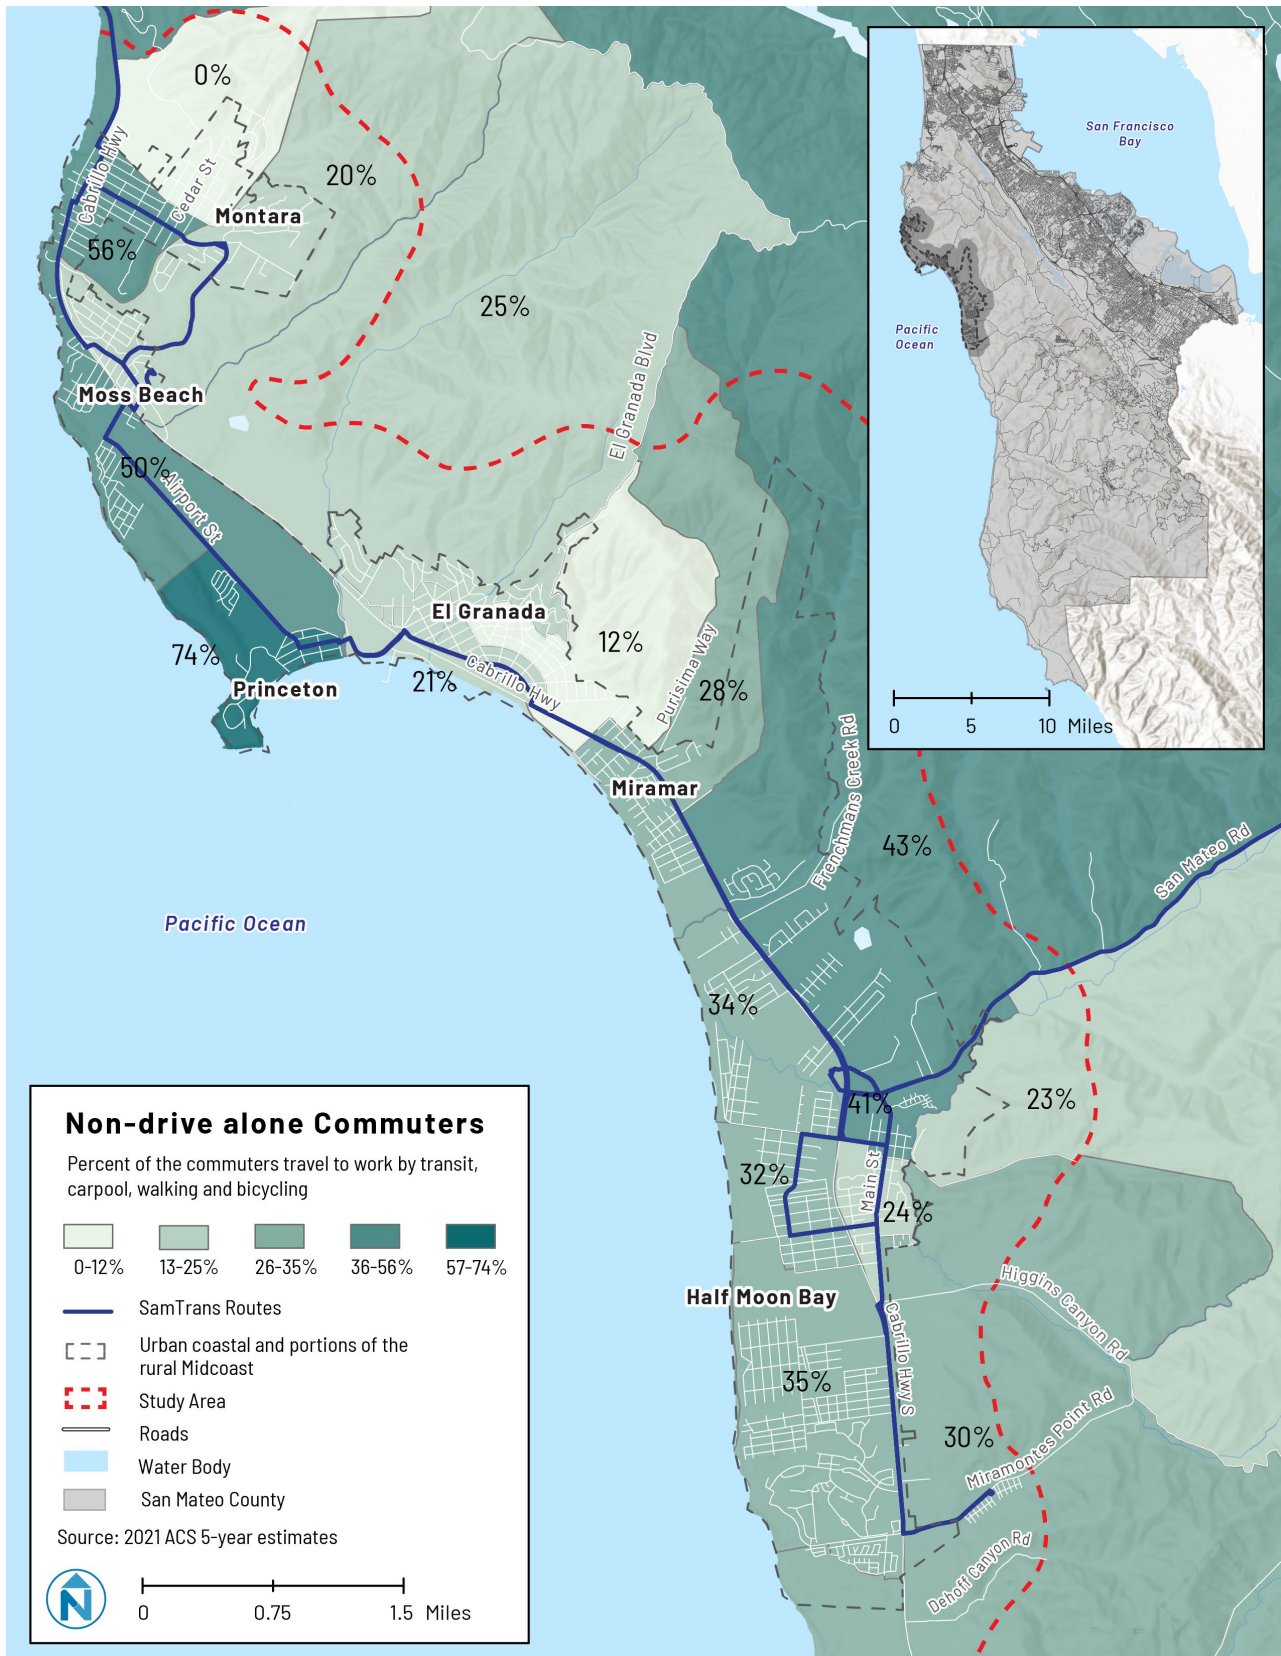 0%
Cabrillo Hwy
Cedar St
20%
Montara
56%
25%
El Granada Blvd
Moss Beach
50%
Airport St
El Granada
12%
74%
Princeton
21%
Cabrillo Hwy
Purisima Way
28%
Miramar
Frenchmans Creek Rd
43%
San Mateo Rd
Pacific Ocean
34%
41%
23%
32%
Main St
24%
Half Moon Bay
Higgins Canyon Rd
Cabrillo Hwy S
35%
30%
Miramontes Point Rd
Dehoff Canyon Rd
San Francisco
Bay
Pacific
Ocean
0 5 10 Miles
Non-drive alone Commuters
Percent of the commuters travel to work by transit,
carpool, walking and bicycling
0-12% 13-25% 26-35% 36-56% 57-74%
SamTrans Routes
Urban coastal and portions of the
rural Midcoast
Study Area
Roads
Water Body
San Mateo County
Source: 2021 ACS 5-year estimates
N
0 0.75 1.5 Miles